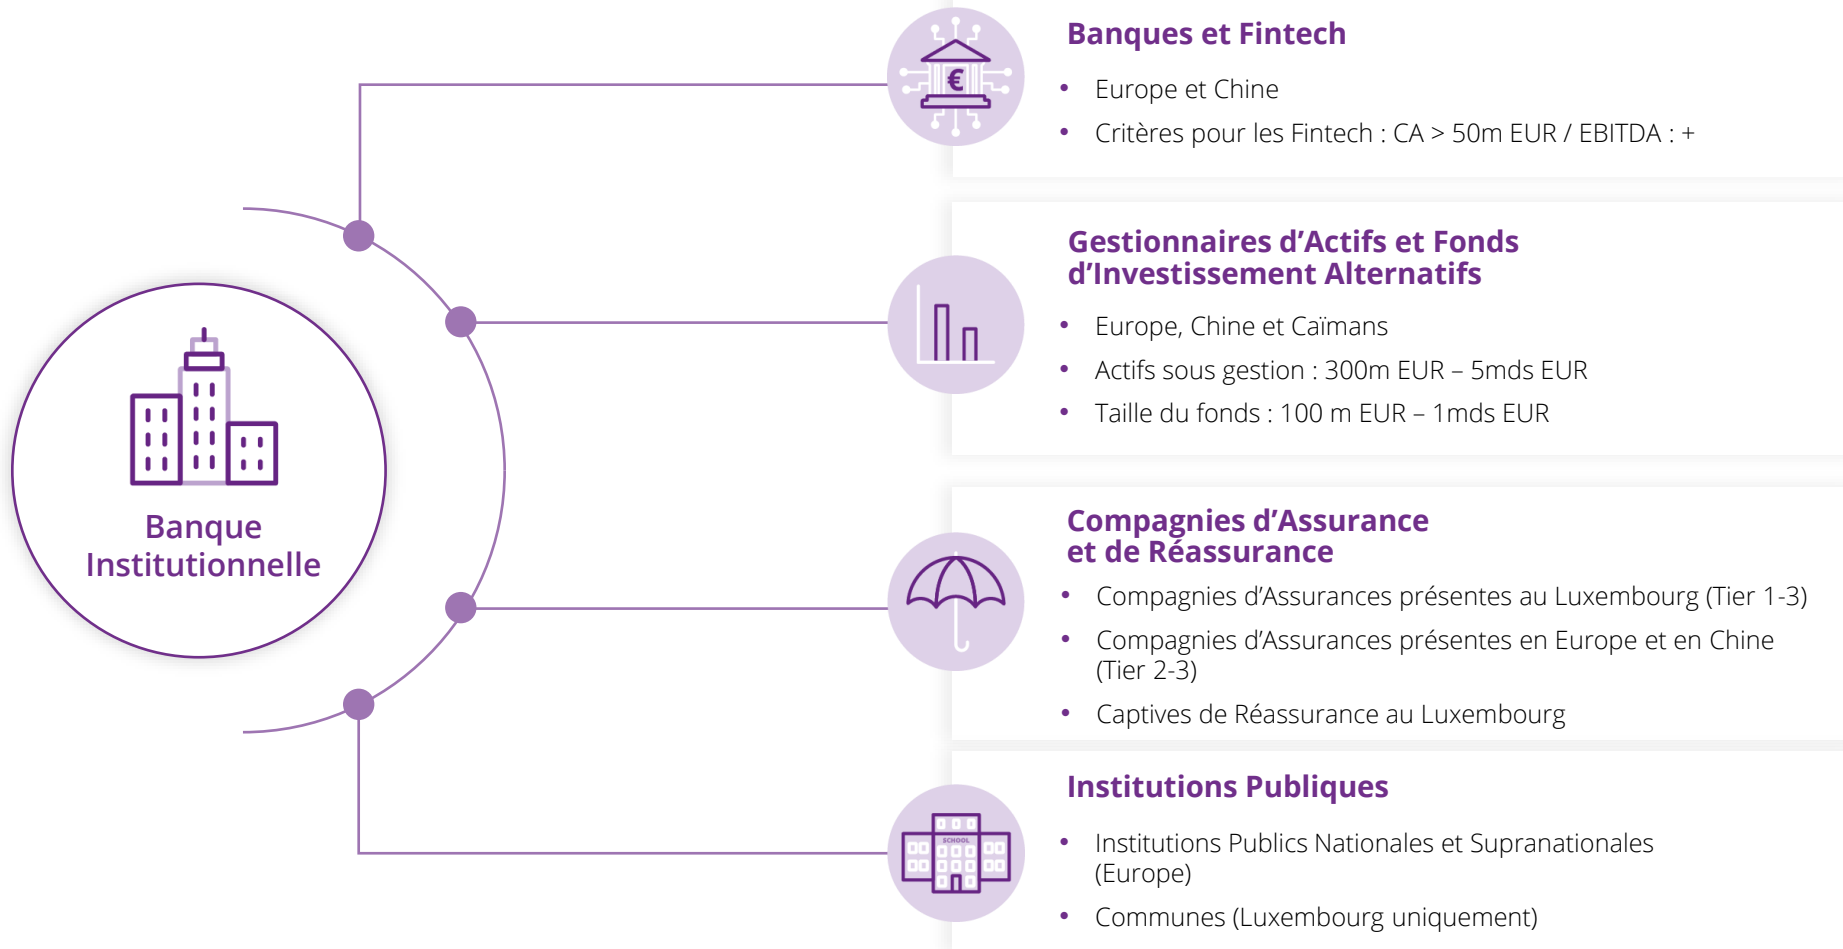 Banque
Institutionnelle
Banques et Fintech
• Europe et Chine
• Critères pour les Fintech : CA > 50m EUR / EBITDA : +
Gestionnaires d’Actifs et Fonds
d’Investissement Alternatifs
• Europe, Chine et Caïmans
• Actifs sous gestion : 300m EUR – 5mds EUR
• Taille du fonds : 100 m EUR – 1mds EUR
Compagnies d’Assurance
et de Réassurance
• Compagnies d’Assurances présentes au Luxembourg (Tier 1-3)
• Compagnies d’Assurances présentes en Europe et en Chine
(Tier 2-3)
• Captives de Réassurance au Luxembourg
SCHOOL
Institutions Publiques
• Institutions Publics Nationales et Supranationales
(Europe)
• Communes (Luxembourg uniquement)